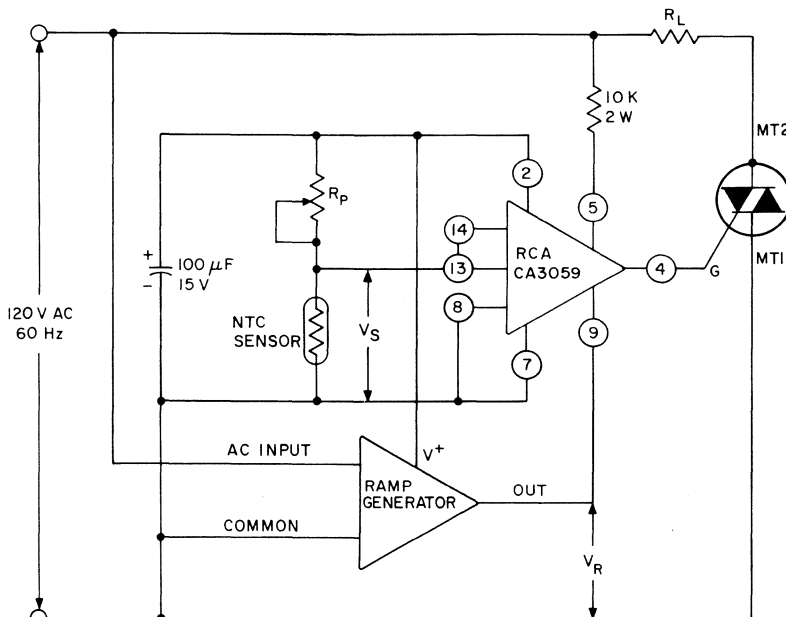 R_L
10K
2 W
MT2
2
R_P
5
14
RCA
CA3059
13
4
G
MT1
+
-
100 μF
15 V
120 V AC
60 Hz
NTC
SENSOR
V_S
8
9
7
AC INPUT
V+
RAMP
GENERATOR
OUT
COMMON
V_R